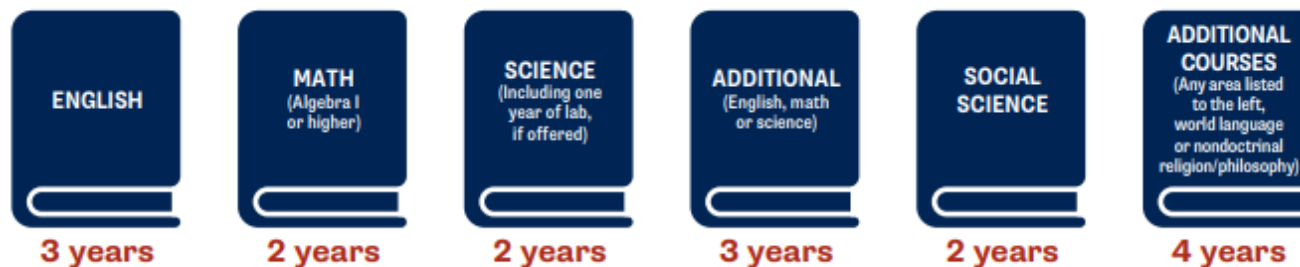 ENGLISH
3 years
MATH
(Algebra I
or higher)
2 years
SCIENCE
(Including one
year of lab,
if offered)
2 years
ADDITIONAL
(English, math
or science)
3 years
SOCIAL
SCIENCE
2 years
ADDITIONAL
COURSES
(Any area listed
to the left,
world language
or nondoctrinal
religion/philosophy)
4 years